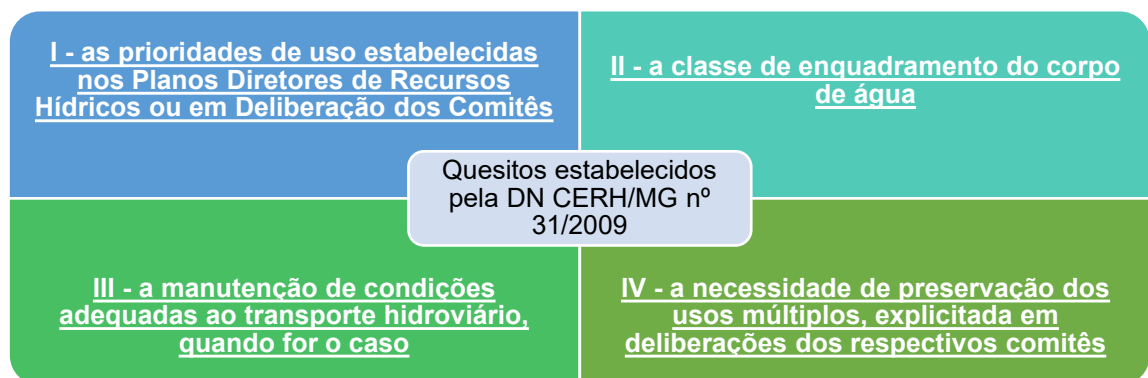 I - as prioridades de uso estabelecidas
nos Planos Diretores de Recursos
Hídricos ou em Deliberação dos Comitês
II - a classe de enquadramento do corpo
de água
Quesitos estabelecidos
pela DN CERH/MG nº
31/2009
III - a manutenção de condições
adequadas ao transporte hidroviário,
quando for o caso
IV - a necessidade de preservação dos
usos múltiplos, explicitada em
deliberações dos respectivos comitês